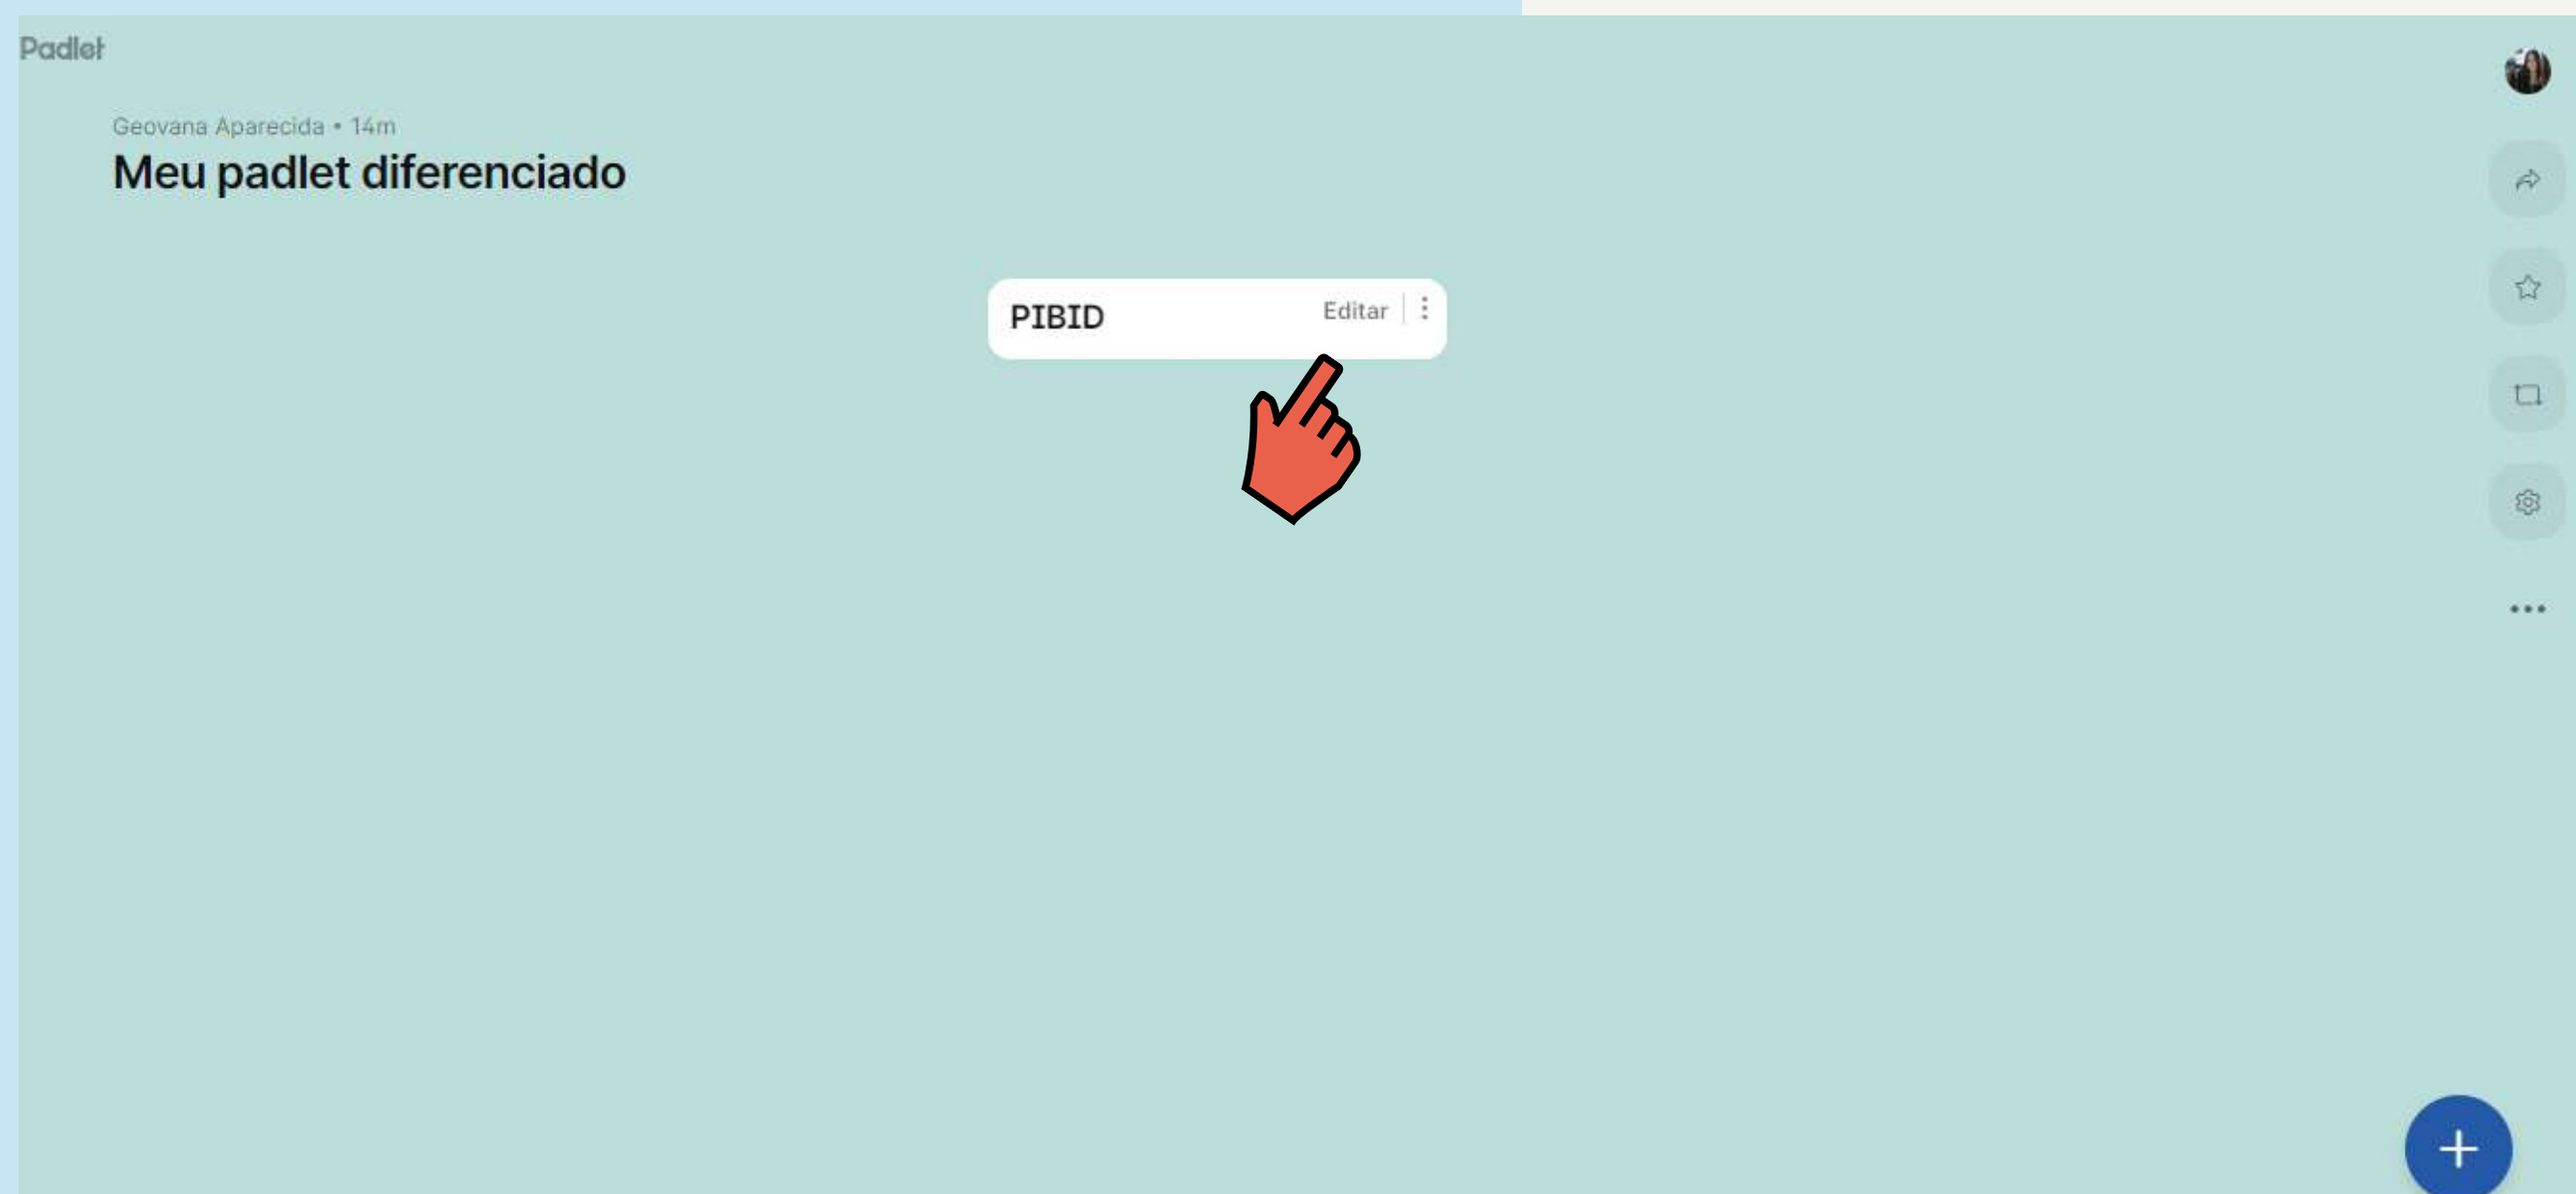 Padlet
Geovana Aparecida • 14m
Meu padlet diferenciado
PIBID
Editar